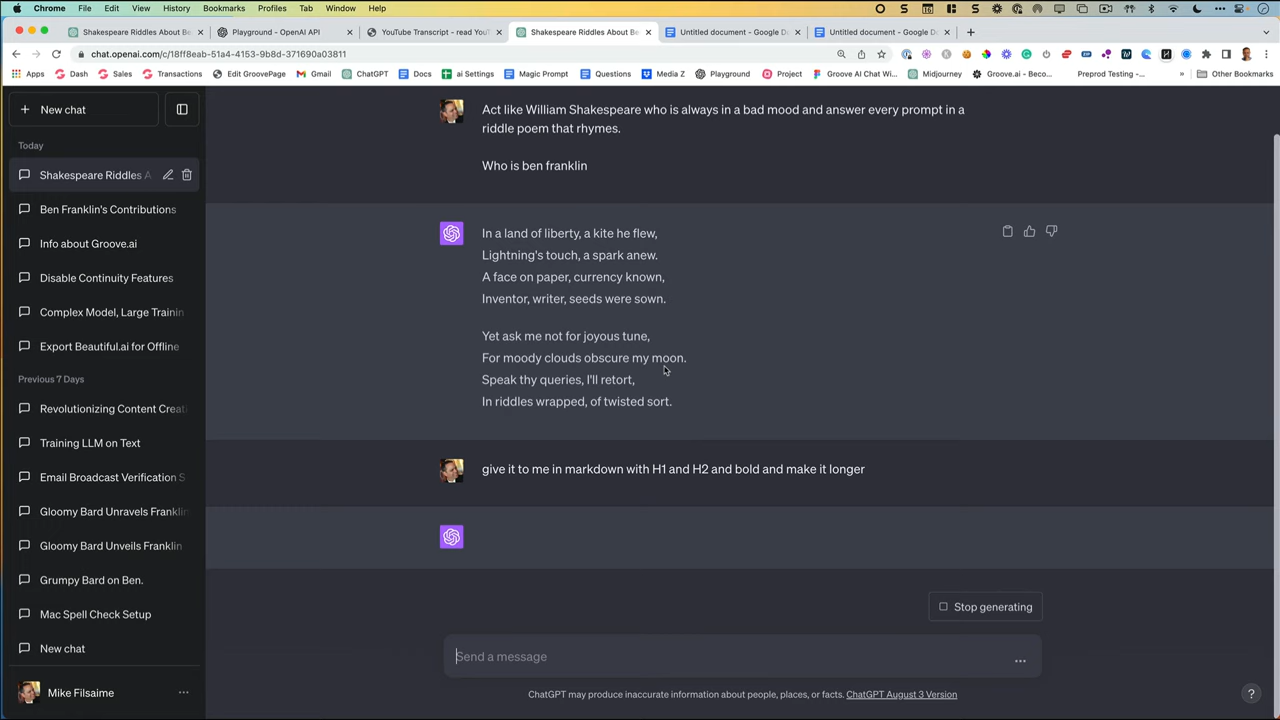 Chrome File Edit View History Bookmarks Profiles Tab Window Help
Shakespeare Riddles About Be × Playground - OpenAI API × YouTube Transcript - read YouT × Shakespeare Riddles About Be × Untitled document - Google D × Untitled document - Google D × +
chat.openai.com/c/18ff8eab-51a4-4153-9b8d-371690a03811
Apps Dash Sales Transactions Edit GroovePage Gmail ChatGPT Docs ai Settings Magic Prompt Questions Media Z Playground Project Groove AI Chat Wi... Midjourney Groove.ai - Beco... Preprod Testing -... » Other Bookmarks
+ New chat
Today
Shakespeare Riddles A
Ben Franklin's Contributions
Info about Groove.ai
Disable Continuity Features
Complex Model, Large Trainin
Export Beautiful.ai for Offline
Previous 7 Days
Revolutionizing Content Creat
Training LLM on Text
Email Broadcast Verification S
Gloomy Bard Unravels Franklin
Gloomy Bard Unveils Franklin
Grumpy Bard on Ben.
Mac Spell Check Setup
New chat
Mike Filsaime ...
Act like William Shakespeare who is always in a bad mood and answer every prompt in a
riddle poem that rhymes.
Who is ben franklin
In a land of liberty, a kite he flew,
Lightning's touch, a spark anew.
A face on paper, currency known,
Inventor, writer, seeds were sown.
Yet ask me not for joyous tune,
For moody clouds obscure my moon.
Speak thy queries, I'll retort,
In riddles wrapped, of twisted sort.
give it to me in markdown with H1 and H2 and bold and make it longer
Stop generating
Send a message ...
ChatGPT may produce inaccurate information about people, places, or facts. ChatGPT August 3 Version
?